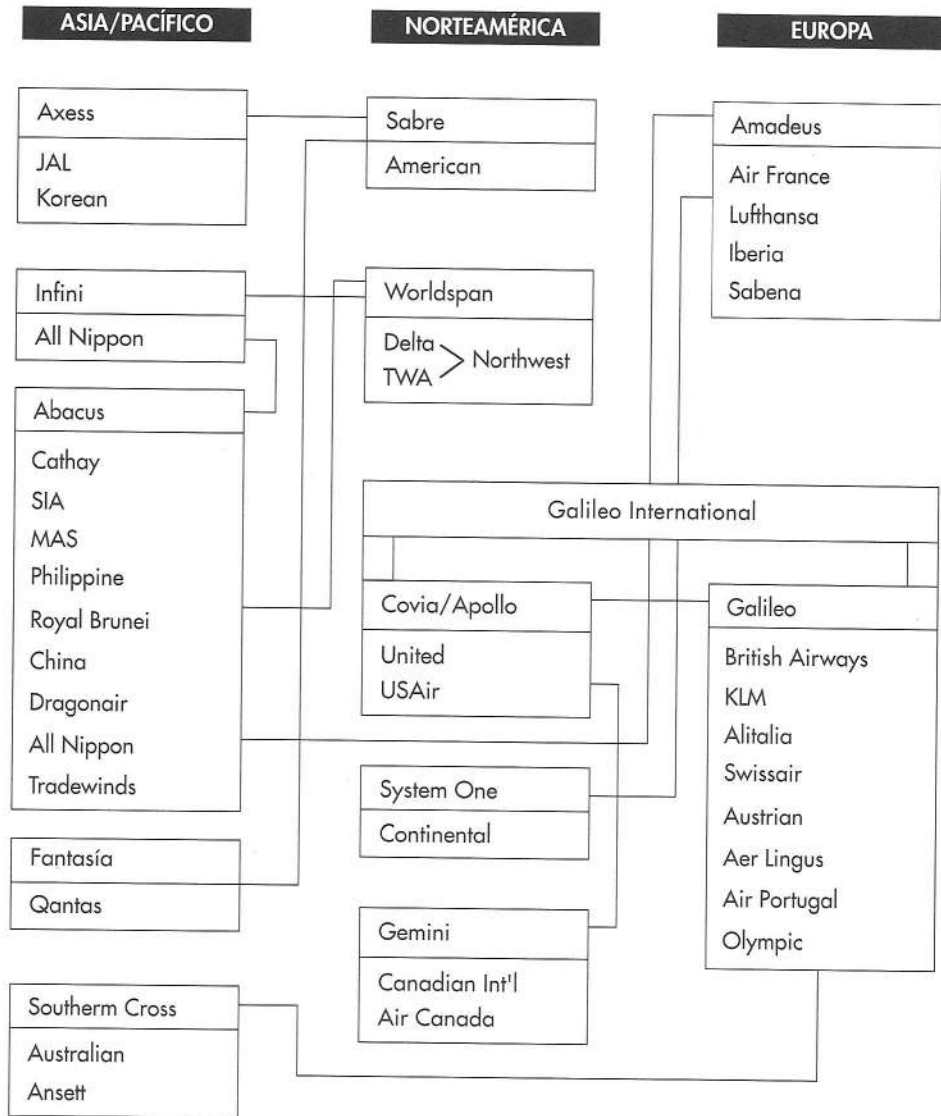 ASIA/PACÍFICO
Axess
JAL
Korean
Infini
All Nippon
Abacus
Cathay
SIA
MAS
Philippine
Royal Brunei
China
Dragonair
All Nippon
Tradewinds
Fantasía
Qantas
Southerm Cross
Australian
Ansett
NORTEAMÉRICA
Sabre
American
Worldspan
Delta
TWA
Northwest
Galileo International
Covia/Apollo
United
USAir
System One
Continental
Gemini
Canadian Int'l
Air Canada
EUROPA
Amadeus
Air France
Lufthansa
Iberia
Sabena
Galileo
British Airways
KLM
Alitalia
Swissair
Austrian
Aer Lingus
Air Portugal
Olympic